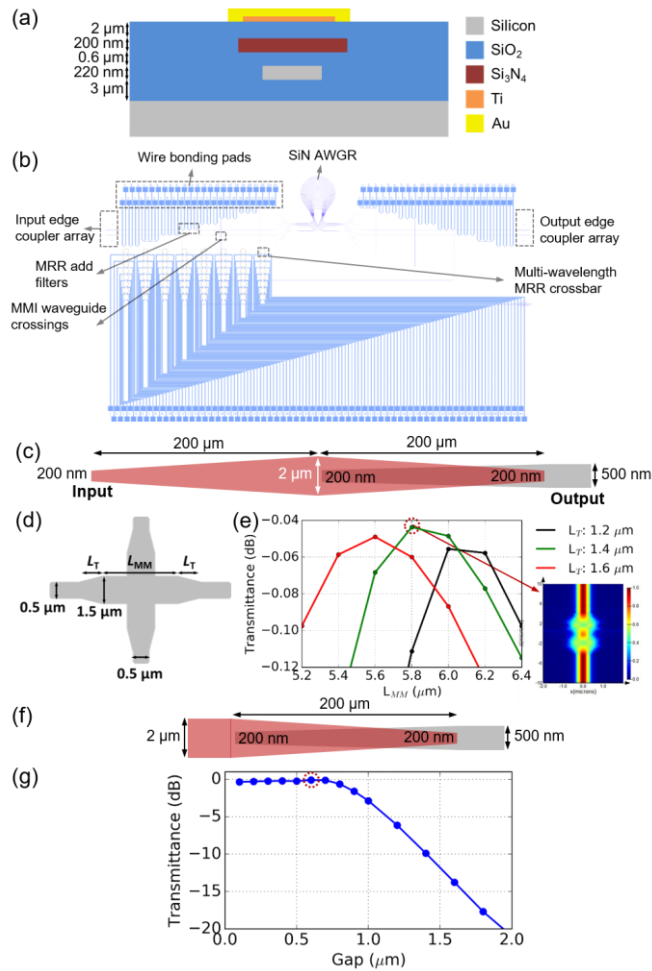 (a)
2 μm
200 nm
0.6 μm
220 nm
3 μm
Silicon
SiO2
Si3N4
Ti
Au
(b)
Wire bonding pads
SiN AWGR
Input edge
coupler array
Output edge
coupler array
MRR add
filters
MMI waveguide
crossings
Multi-wavelength
MRR crossbar
(c)
200 μm
200 μm
200 nm
2 μm
200 nm
200 nm
500 nm
Input
Output
(d)
LT
LMM
LT
0.5 μm
1.5 μm
0.5 μm
(e)
Transmittance (dB)
−0.04
−0.06
−0.08
−0.10
−0.12
5.2
5.4
5.6
5.8
6.0
6.2
6.4
LMM (μm)
LT: 1.2 μm
LT: 1.4 μm
LT: 1.6 μm
x(microns)
(f)
200 μm
2 μm
200 nm
200 nm
500 nm
(g)
Transmittance (dB)
0
−5
−10
−15
−20
0.0
0.5
1.0
1.5
2.0
Gap (μm)